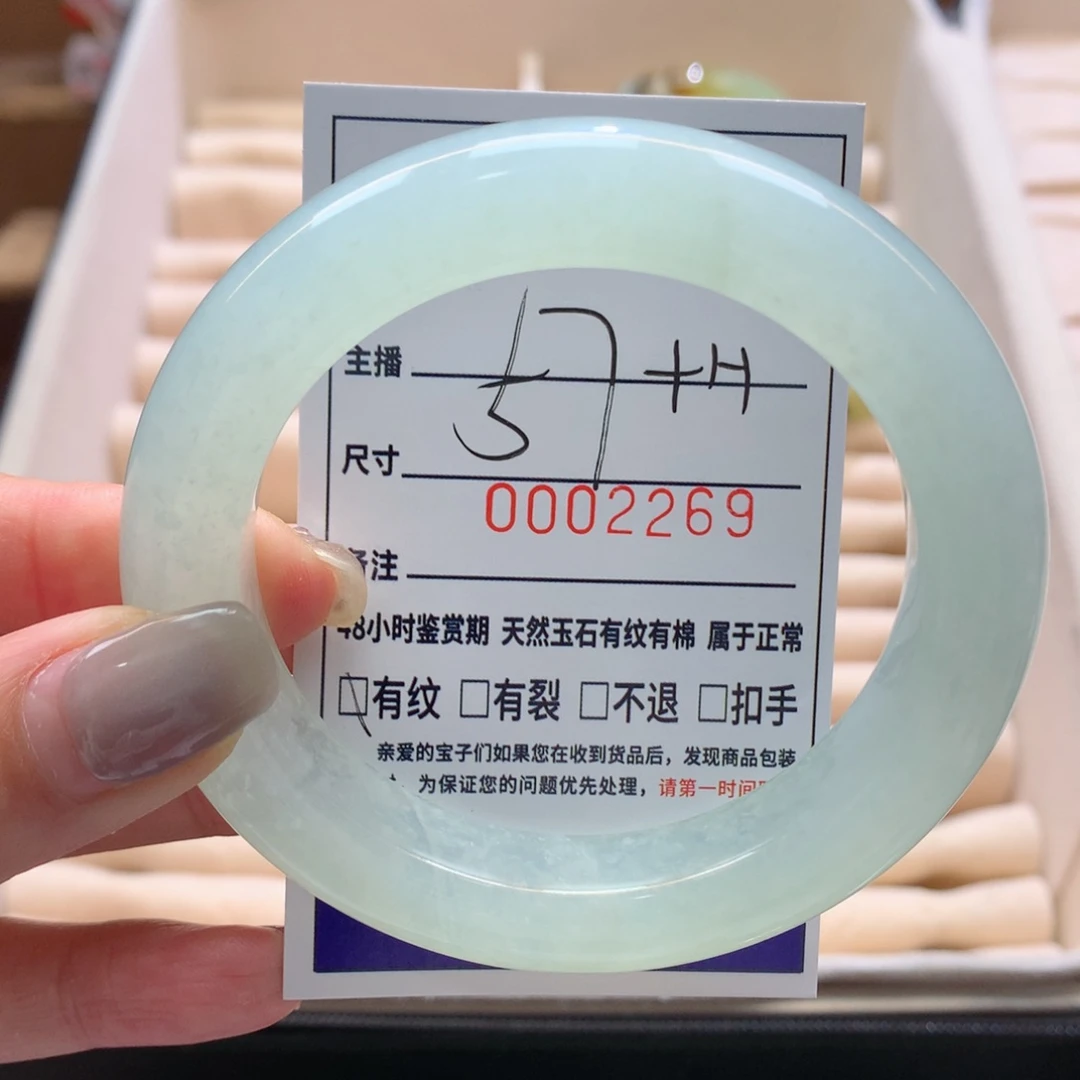 主播 57 +H
尺寸
0002269
备注
48小时鉴赏期 天然玉石有纹有棉 属于正常
□有纹 □有裂 □不退 □扣手
亲爱的宝子们如果您在收到货品后，发现商品包装
为保证您的问题优先处理，请第一时间